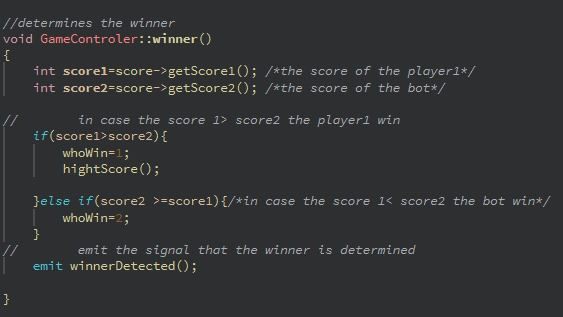 //determines the winner
void GameControler::winner()
{
int score1=score->getScore1(); /*the score of the player1*/
int score2=score->getScore2(); /*the score of the bot*/
// in case the score 1> score2 the player1 win
if(score1>score2){
whoWin=1;
hightScore();
}else if(score2 >=score1){/*in case the score 1< score2 the bot win*/
whoWin=2;
}
// emit the signal that the winner is determined
emit winnerDetected();
}